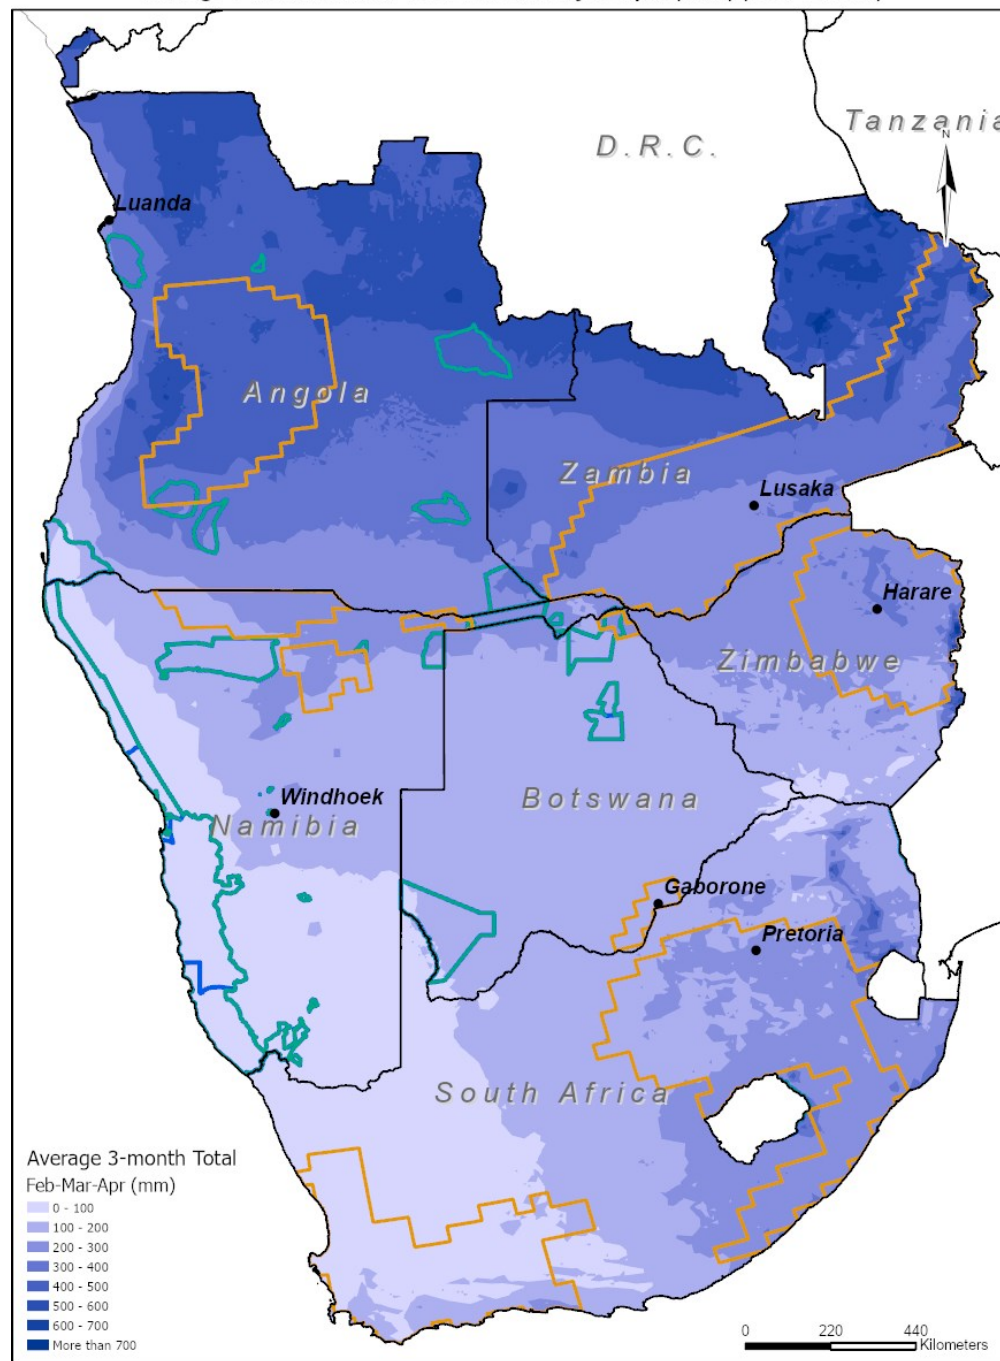 Tanzania
D.R.C.
N
Luanda
Angola
Zambia
Lusaka
Harare
Zimbabwe
Windhoek
Namibia
Botswana
Gaborone
Pretoria
South Africa
Average 3-month Total
Feb-Mar-Apr (mm)
0 - 100
100 - 200
200 - 300
300 - 400
400 - 500
500 - 600
600 - 700
More than 700
0 220 440
Kilometers